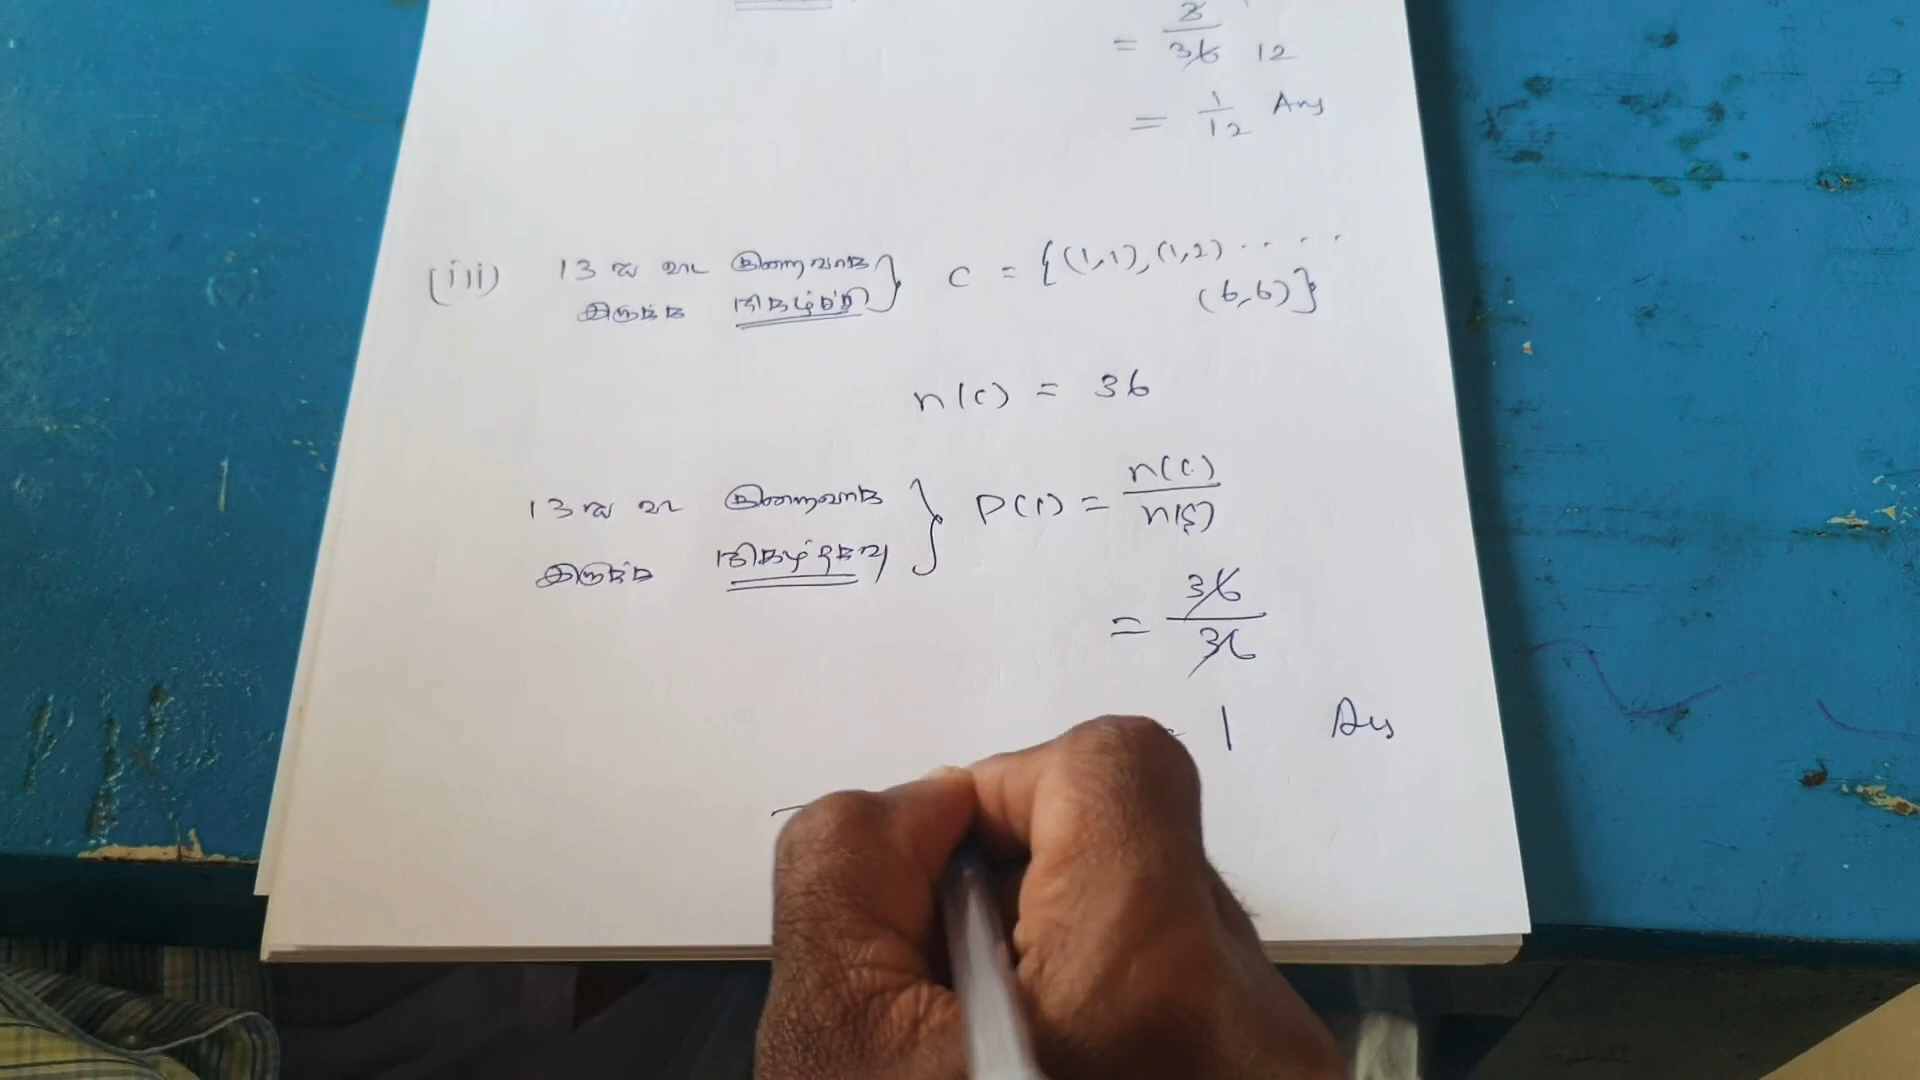 = 3/36 12
= 1/12 Ans
(iii) 13 ஐ விட குறைவாக } C = {(1,1), (1,2) . . . .
இருக்க நிகழ்ச்சி (6,6)}
n(c) = 36
13 ஐ விட குறைவாக } P(c) = n(c)/n(s)
இருக்க நிகழ்தகவு
= 36/36
= 1 Ans